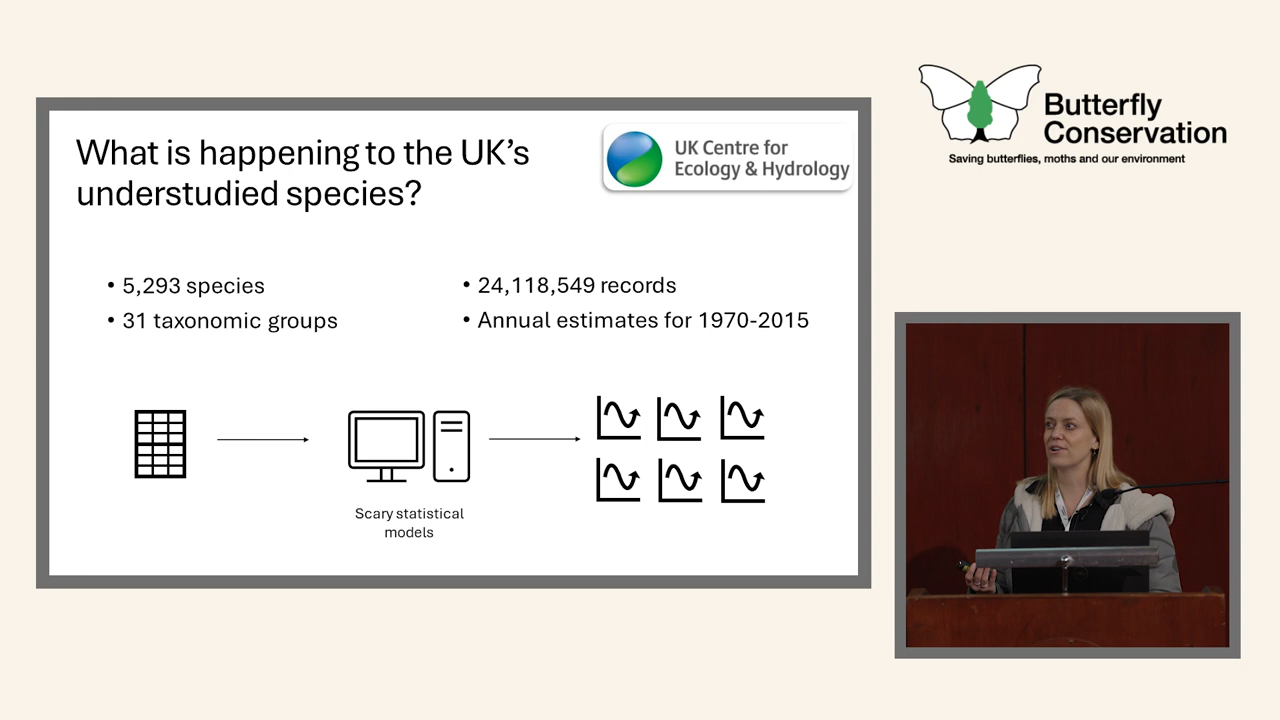 What is happening to the UK’s
understudied species?
UK Centre for
Ecology & Hydrology
• 5,293 species
• 31 taxonomic groups
• 24,118,549 records
• Annual estimates for 1970-2015
Scary statistical
models
Butterfly
Conservation
Saving butterflies, moths and our environment